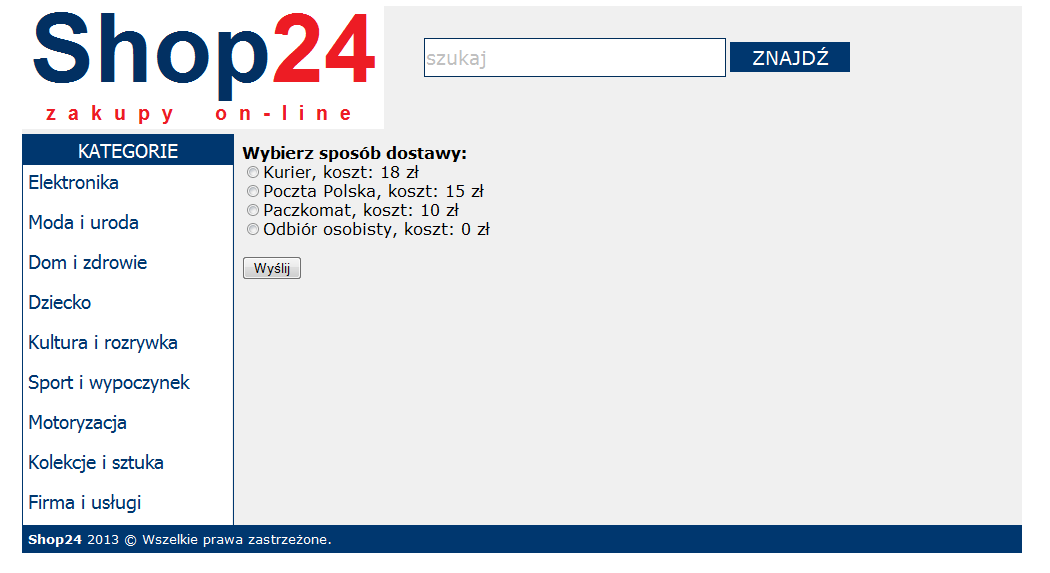 Shop24
zakupy on-line
szukaj
ZNAJDŹ
KATEGORIE
Elektronika
Moda i uroda
Dom i zdrowie
Dziecko
Kultura i rozrywka
Sport i wypoczynek
Motoryzacja
Kolekcje i sztuka
Firma i usługi
Wybierz sposób dostawy:
Kurier, koszt: 18 zł
Poczta Polska, koszt: 15 zł
Paczkomat, koszt: 10 zł
Odbiór osobisty, koszt: 0 zł
Wyślij
Shop24 2013 © Wszelkie prawa zastrzeżone.